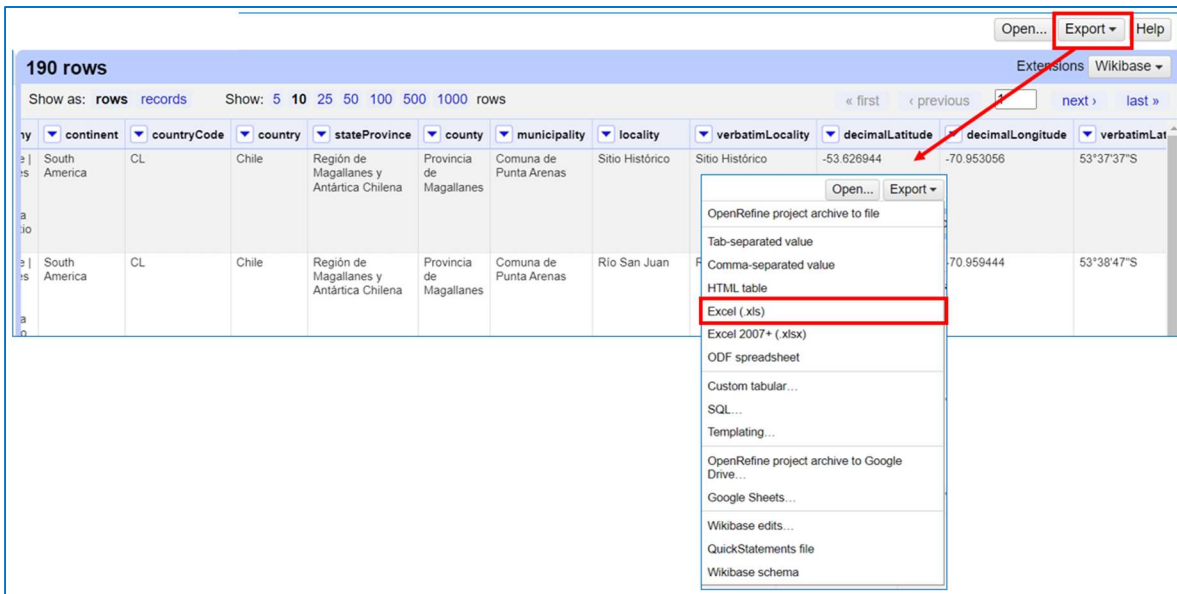 Open... Export Help
190 rows
Extensions Wikibase
Show as: rows records Show: 5 10 25 50 100 500 1000 rows « first ‹ previous 1 next › last »
continent countryCode country stateProvince county municipality locality verbatimLocality decimalLatitude decimalLongitude verbatimLat
South America CL Chile Región de Magallanes y Antártica Chilena Provincia de Magallanes Comuna de Punta Arenas Sitio Histórico Sitio Histórico -53.626944 -70.953056 53°37'37"S
South America CL Chile Región de Magallanes y Antártica Chilena Provincia de Magallanes Comuna de Punta Arenas Río San Juan -70.959444 53°38'47"S
Open... Export
OpenRefine project archive to file
Tab-separated value
Comma-separated value
HTML table
Excel (.xls)
Excel 2007+ (.xlsx)
ODF spreadsheet
Custom tabular...
SQL...
Templating...
OpenRefine project archive to Google
Drive...
Google Sheets...
Wikibase edits...
QuickStatements file
Wikibase schema